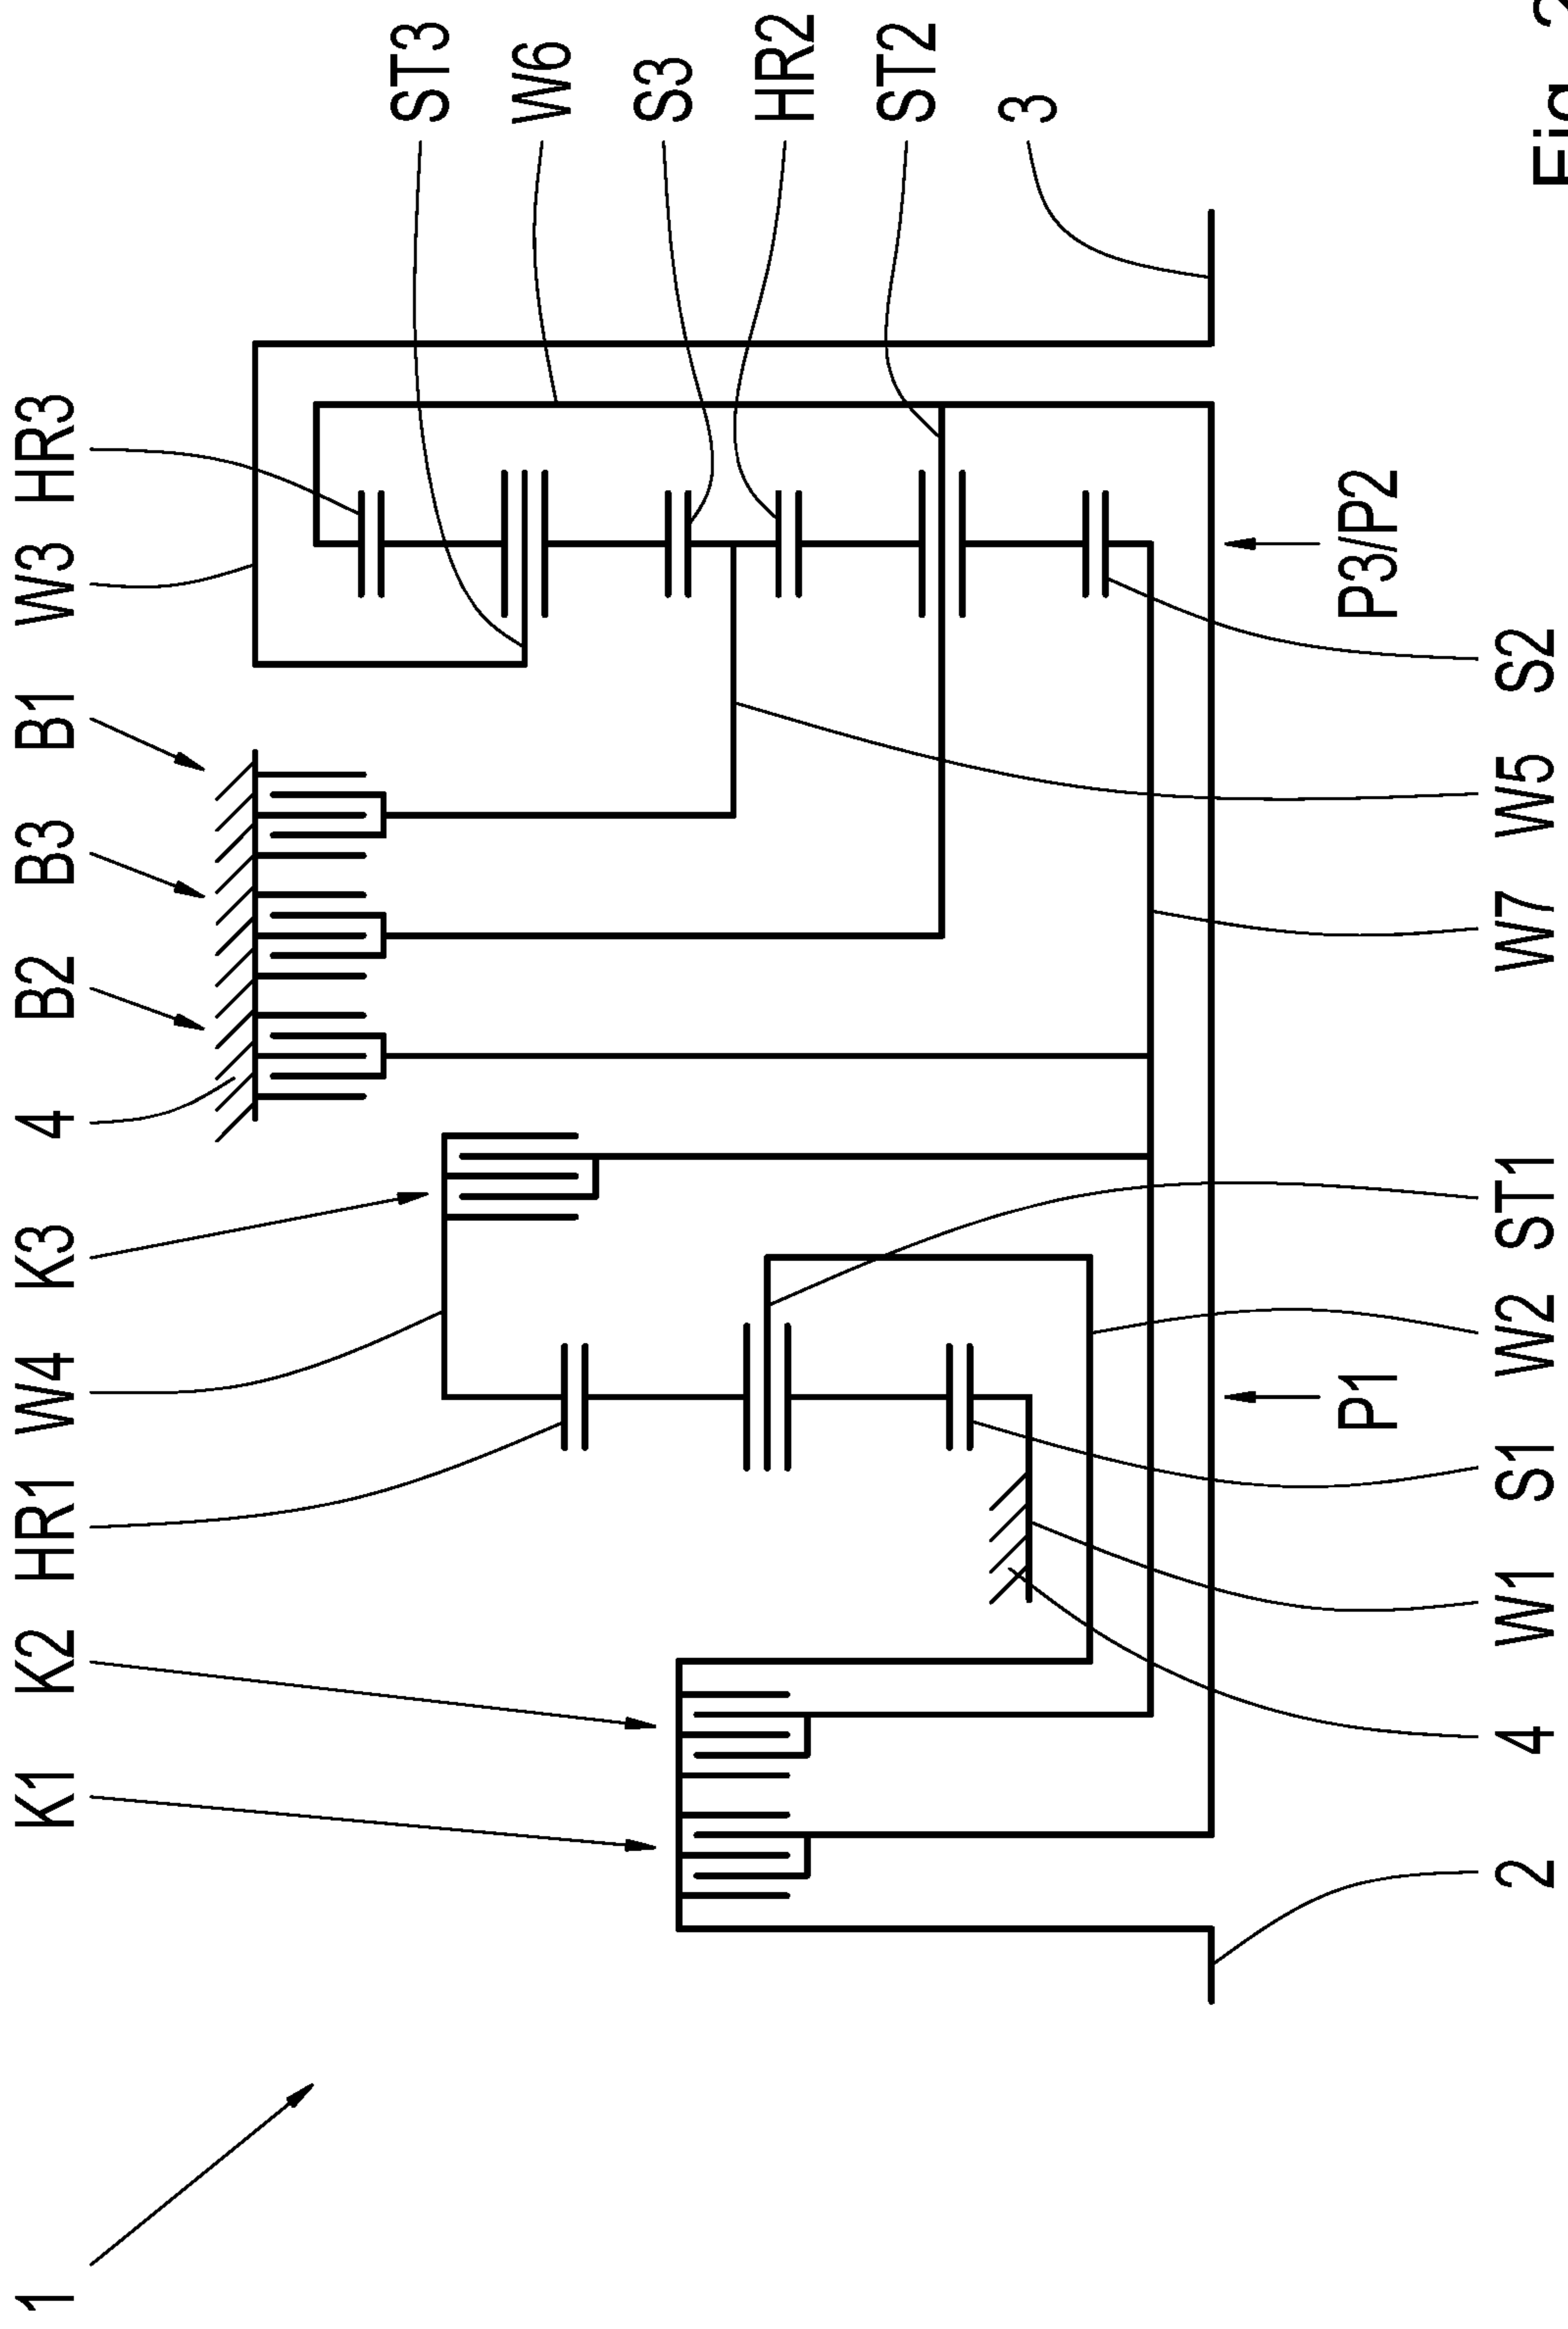 1 K1 K2 HR1 W4 K3 4 B2 B3 B1 W3 HR3
ST3
W6
S3
HR2
ST2
3
P1 P3/P2
2 4 W1 S1 W2 ST1 W7 W5 S2
Fig